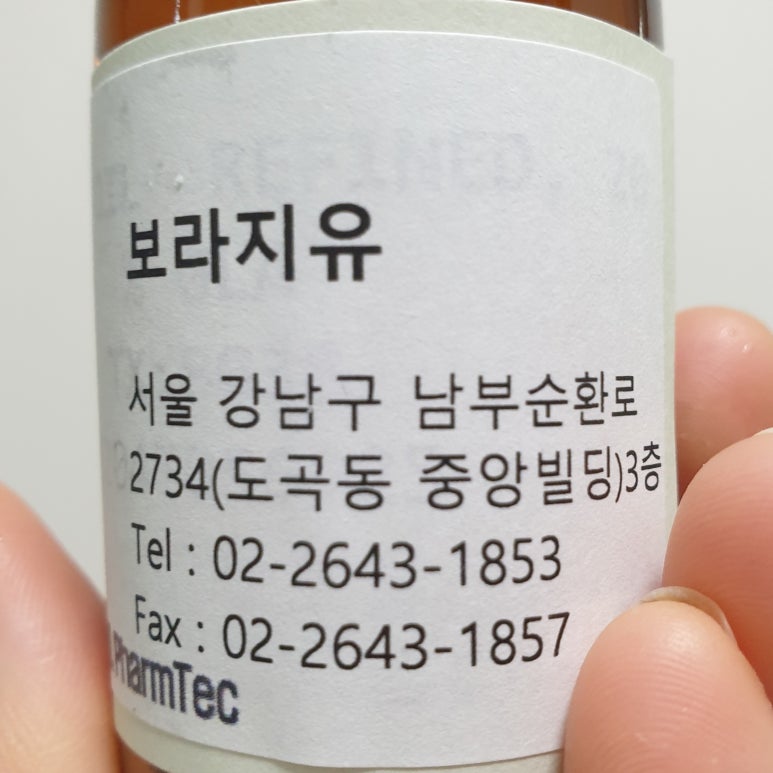 보라지유
서울 강남구 남부순환로
2734(도곡동 중앙빌딩)3층
Tel : 02-2643-1853
Fax : 02-2643-1857
PharmTec